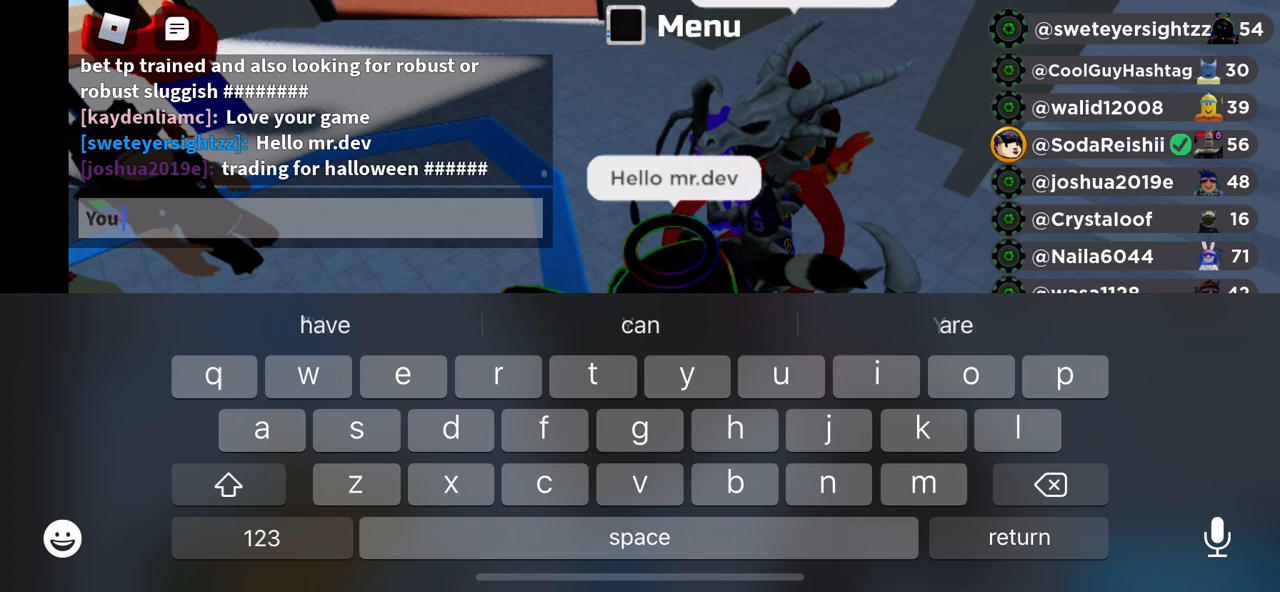 Menu
bet tp trained and also looking for robust or
robust sluggish ########
[kaydenliamc]: Love your game
[sweteyersightzz]: Hello mr.dev
[joshua2019e]: trading for halloween ######
You
Hello mr.dev
@sweteyersightzz 54
@CoolGuyHashtag 30
@walid12008 39
@SodaReishii 56
@joshua2019e 48
@Crystaloof 16
@Naila6044 71
@wasa1128 42
have can are
q w e r t y u i o p
a s d f g h j k l
z x c v b n m
123 space return